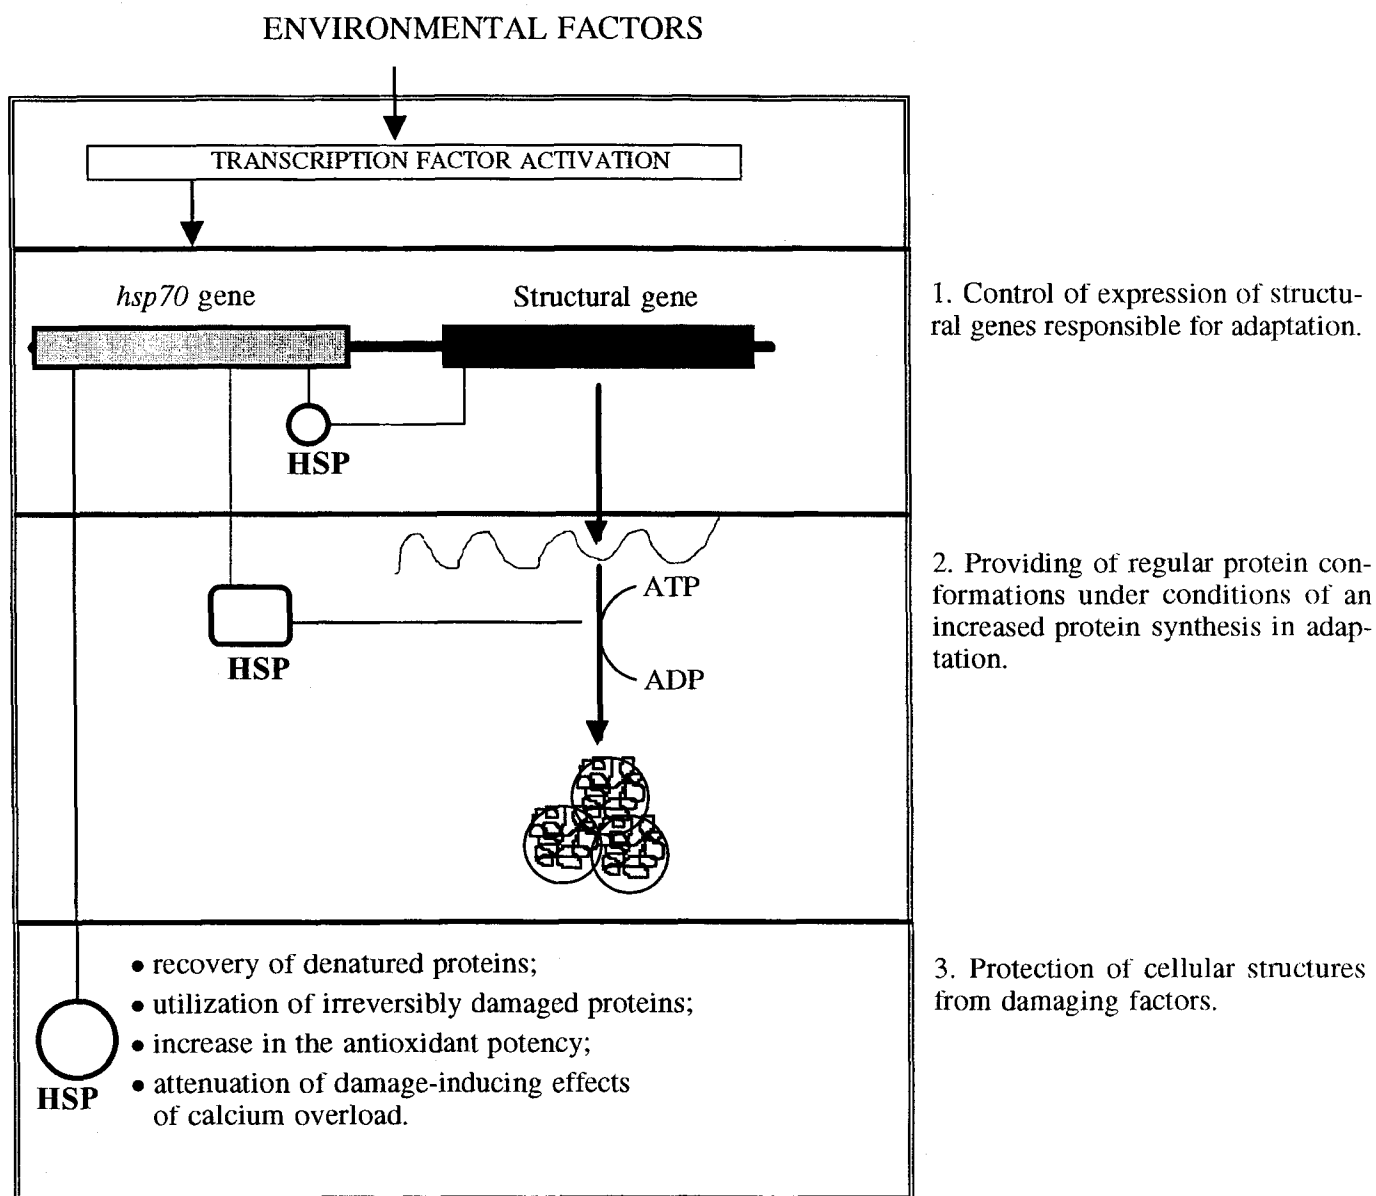 ENVIRONMENTAL FACTORS
TRANSCRIPTION FACTOR ACTIVATION
hsp70 gene
Structural gene
1. Control of expression of structu-
ral genes responsible for adaptation.
HSP
2. Providing of regular protein con-
formations under conditions of an
increased protein synthesis in adap-
tation.
ATP
HSP
ADP
• recovery of denatured proteins;
• utilization of irreversibly damaged proteins;
• increase in the antioxidant potency;
• attenuation of damage-inducing effects
of calcium overload.
HSP
3. Protection of cellular structures
from damaging factors.